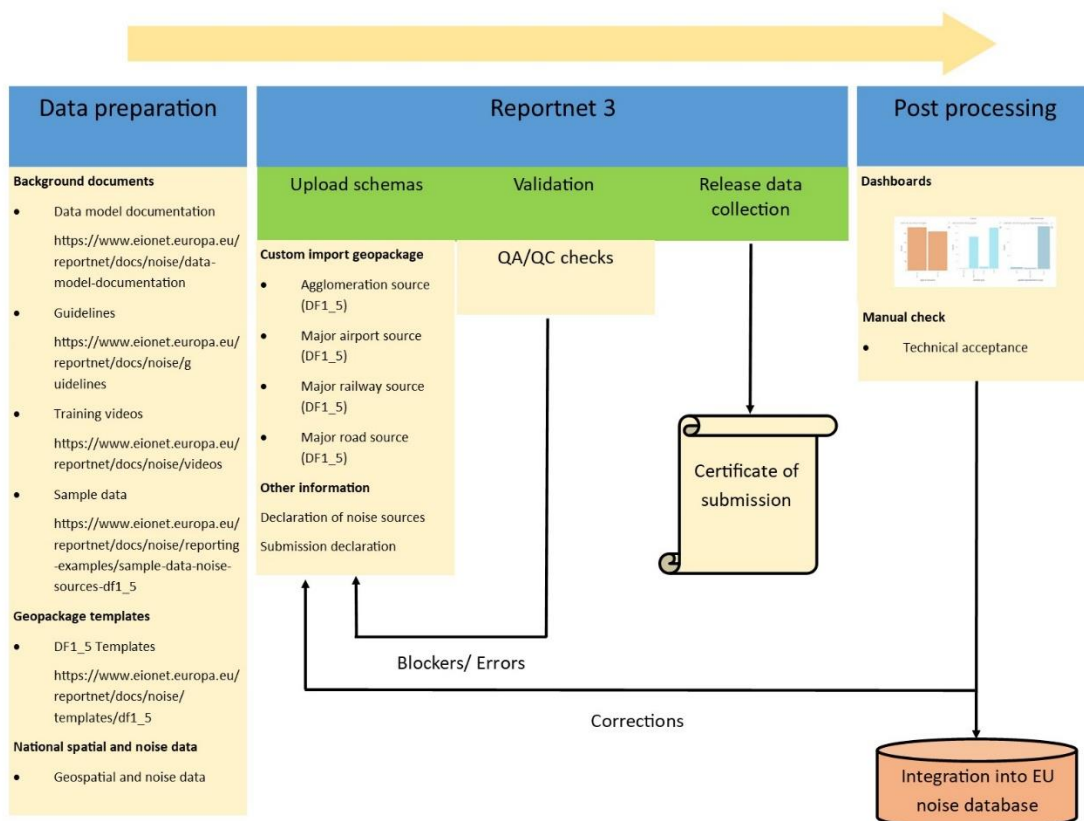 Data preparation
Background documents
• Data model documentation
https://www.eionet.europa.eu/
reportnet/docs/noise/data-
model-documentation
• Guidelines
https://www.eionet.europa.eu/
reportnet/docs/noise/g
uidelines
• Training videos
https://www.eionet.europa.eu/
reportnet/docs/noise/videos
• Sample data
https://www.eionet.europa.eu/
reportnet/docs/noise/reporting
-examples/sample-data-noise-
sources-df1_5
Geopackage templates
• DF1_5 Templates
https://www.eionet.europa.eu/
reportnet/docs/noise/
templates/df1_5
National spatial and noise data
• Geospatial and noise data
Reportnet 3
Upload schemas
Custom import geopackage
• Agglomeration source
(DF1_5)
• Major airport source
(DF1_5)
• Major railway source
(DF1_5)
• Major road source
(DF1_5)
Other information
Declaration of noise sources
Submission declaration
Validation
QA/QC checks
Release data
collection
Certificate of
submission
Blockers/ Errors
Corrections
Post processing
Dashboards
Manual check
• Technical acceptance
Integration into EU
noise database